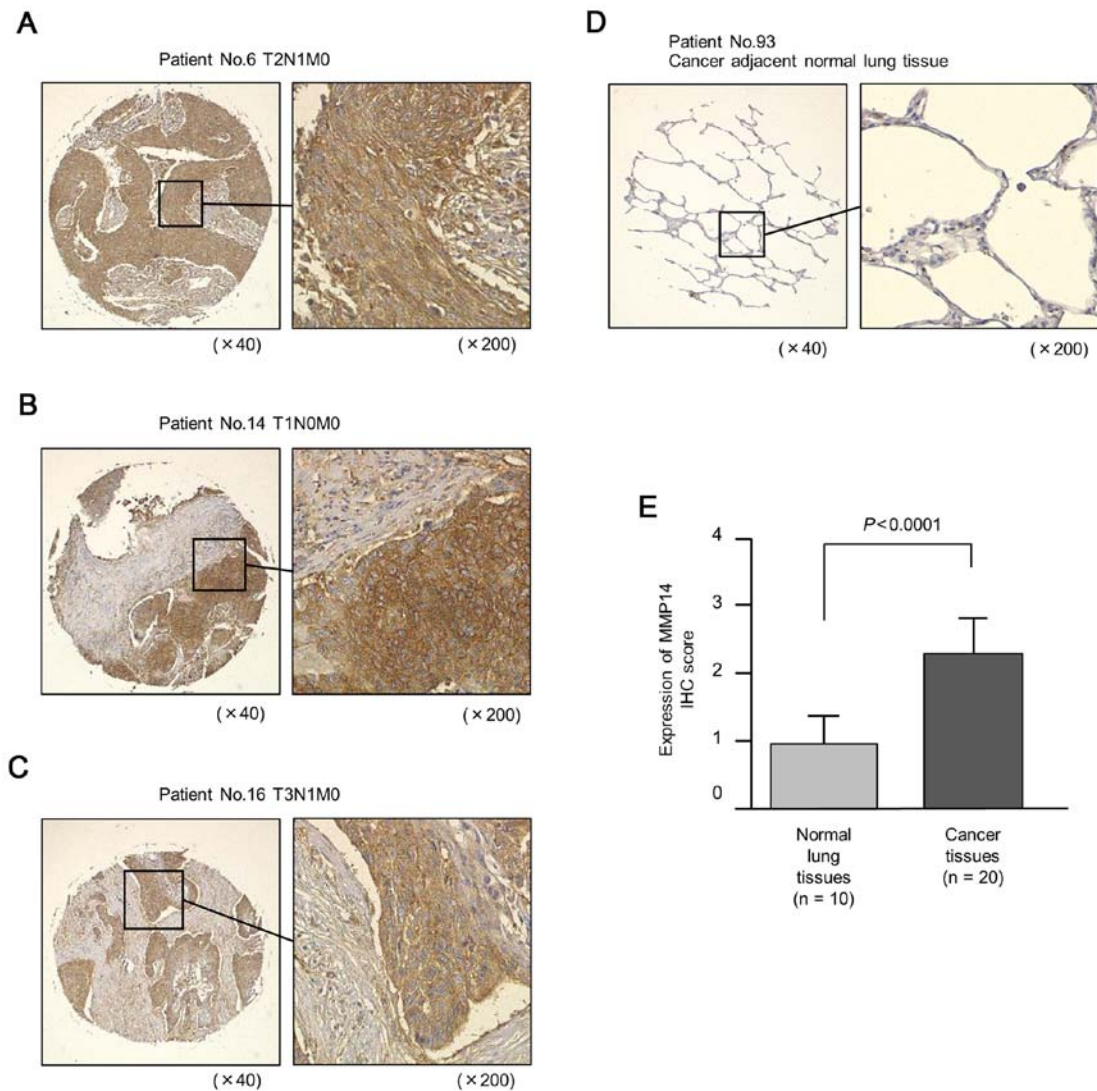 A
Patient No.6 T2N1M0
(×40)
(×200)
B
Patient No.14 T1N0M0
(×40)
(×200)
C
Patient No.16 T3N1M0
(×40)
(×200)
D
Patient No.93
Cancer adjacent normal lung tissue
(×40)
(×200)
E
P<0.0001
Expression of MMP14
IHC score
4
3
2
1
0
Normal
lung
tissues
(n = 10)
Cancer
tissues
(n = 20)